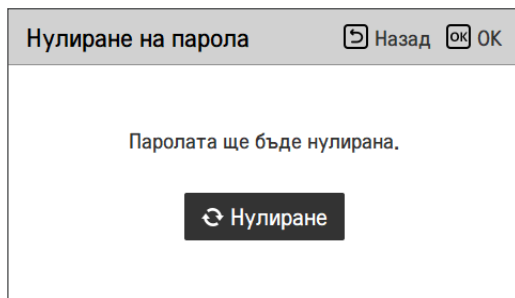 Нулиране на парола Назад OK OK
Паролата ще бъде нулирана.
Нулиране